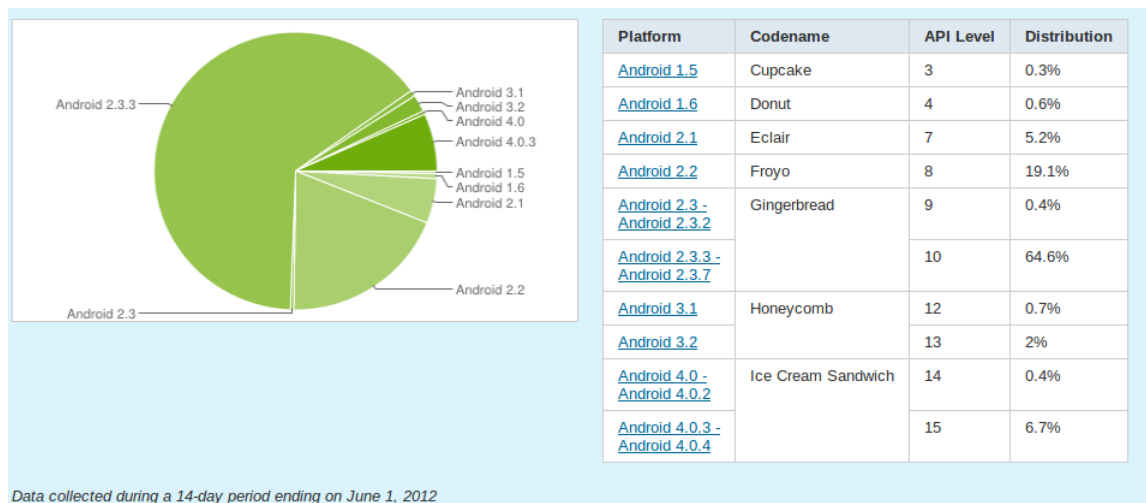 Android 2.3.3
Android 3.1
Android 3.2
Android 4.0
Android 4.0.3
Android 1.5
Android 1.6
Android 2.1
Android 2.2
Android 2.3
Platform Codename API Level Distribution
Android 1.5 Cupcake 3 0.3%
Android 1.6 Donut 4 0.6%
Android 2.1 Eclair 7 5.2%
Android 2.2 Froyo 8 19.1%
Android 2.3 - Gingerbread 9 0.4%
Android 2.3.2
Android 2.3.3 - 10 64.6%
Android 2.3.7
Android 3.1 Honeycomb 12 0.7%
Android 3.2 13 2%
Android 4.0 - Ice Cream Sandwich 14 0.4%
Android 4.0.2
Android 4.0.3 - 15 6.7%
Android 4.0.4
Data collected during a 14-day period ending on June 1, 2012